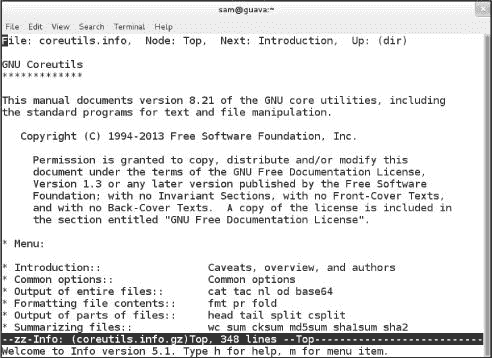 sam@guava:~
File Edit View Search Terminal Help
File: coreutils.info,  Node: Top,  Next: Introduction,  Up: (dir)
GNU Coreutils
*************
This manual documents version 8.21 of the GNU core utilities, including
the standard programs for text and file manipulation.
Copyright (C) 1994-2013 Free Software Foundation, Inc.
Permission is granted to copy, distribute and/or modify this
document under the terms of the GNU Free Documentation License,
Version 1.3 or any later version published by the Free Software
Foundation; with no Invariant Sections, with no Front-Cover Texts,
and with no Back-Cover Texts.  A copy of the license is included in
the section entitled "GNU Free Documentation License".
* Menu:
* Introduction:: Caveats, overview, and authors
* Common options:: Common options
* Output of entire files:: cat tac nl od base64
* Formatting file contents:: fmt pr fold
* Output of parts of files:: head tail split csplit
* Summarizing files:: wc sum cksum md5sum sha1sum sha2
--zz-Info: (coreutils.info.gz)Top, 348 lines --Top--------------------------
Welcome to Info version 5.1. Type h for help, m for menu item.